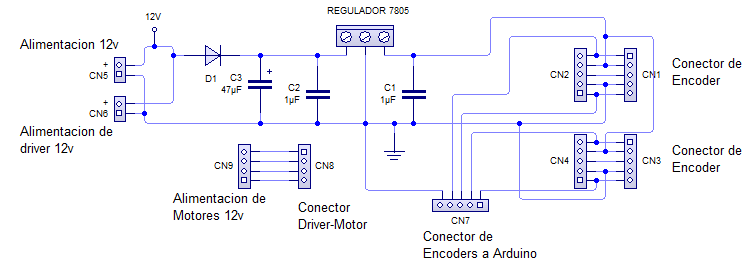 REGULADOR 7805
12V
Alimentacion 12v
+
CN5
D1
C3
47µF
+
C2
1µF
C1
1µF
CN2
CN1
Conector de
Encoder
+
CN6
Alimentacion de
driver 12v
CN9
CN8
Alimentacion de
Motores 12v
Conector
Driver-Motor
CN4
CN3
Conector de
Encoder
CN7
Conector de
Encoders a Arduino